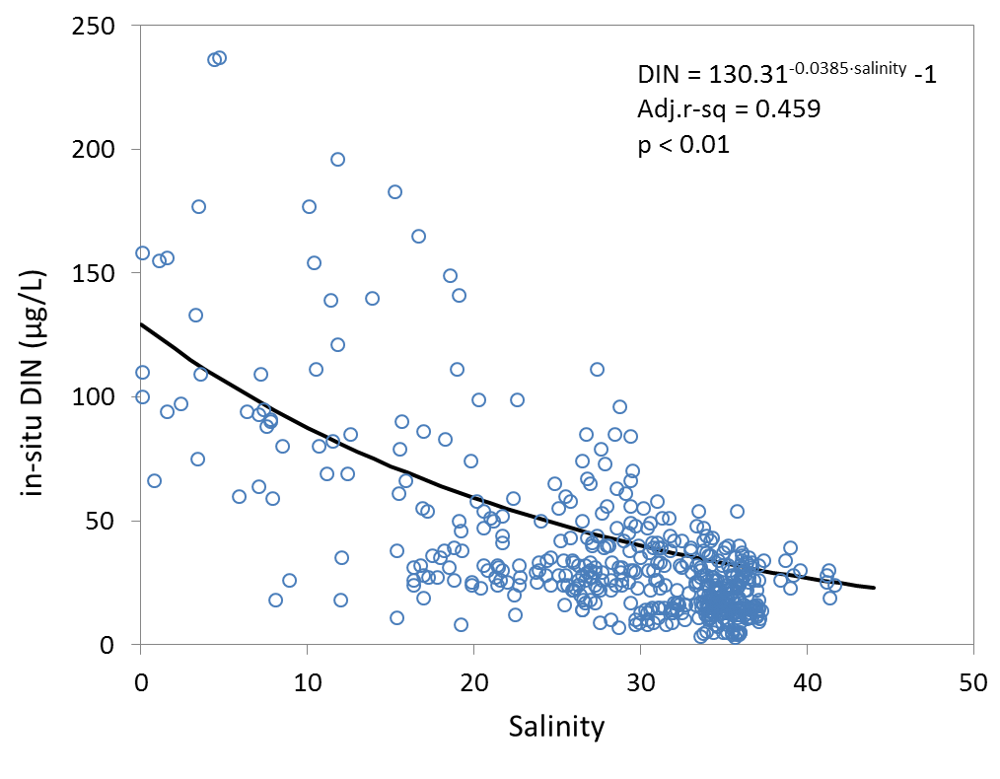 250
200
150
100
50
0
in-situ DIN (µg/L)
DIN = 130.31^-0.0385·salinity -1
Adj.r-sq = 0.459
p < 0.01
0 10 20 30 40 50
Salinity